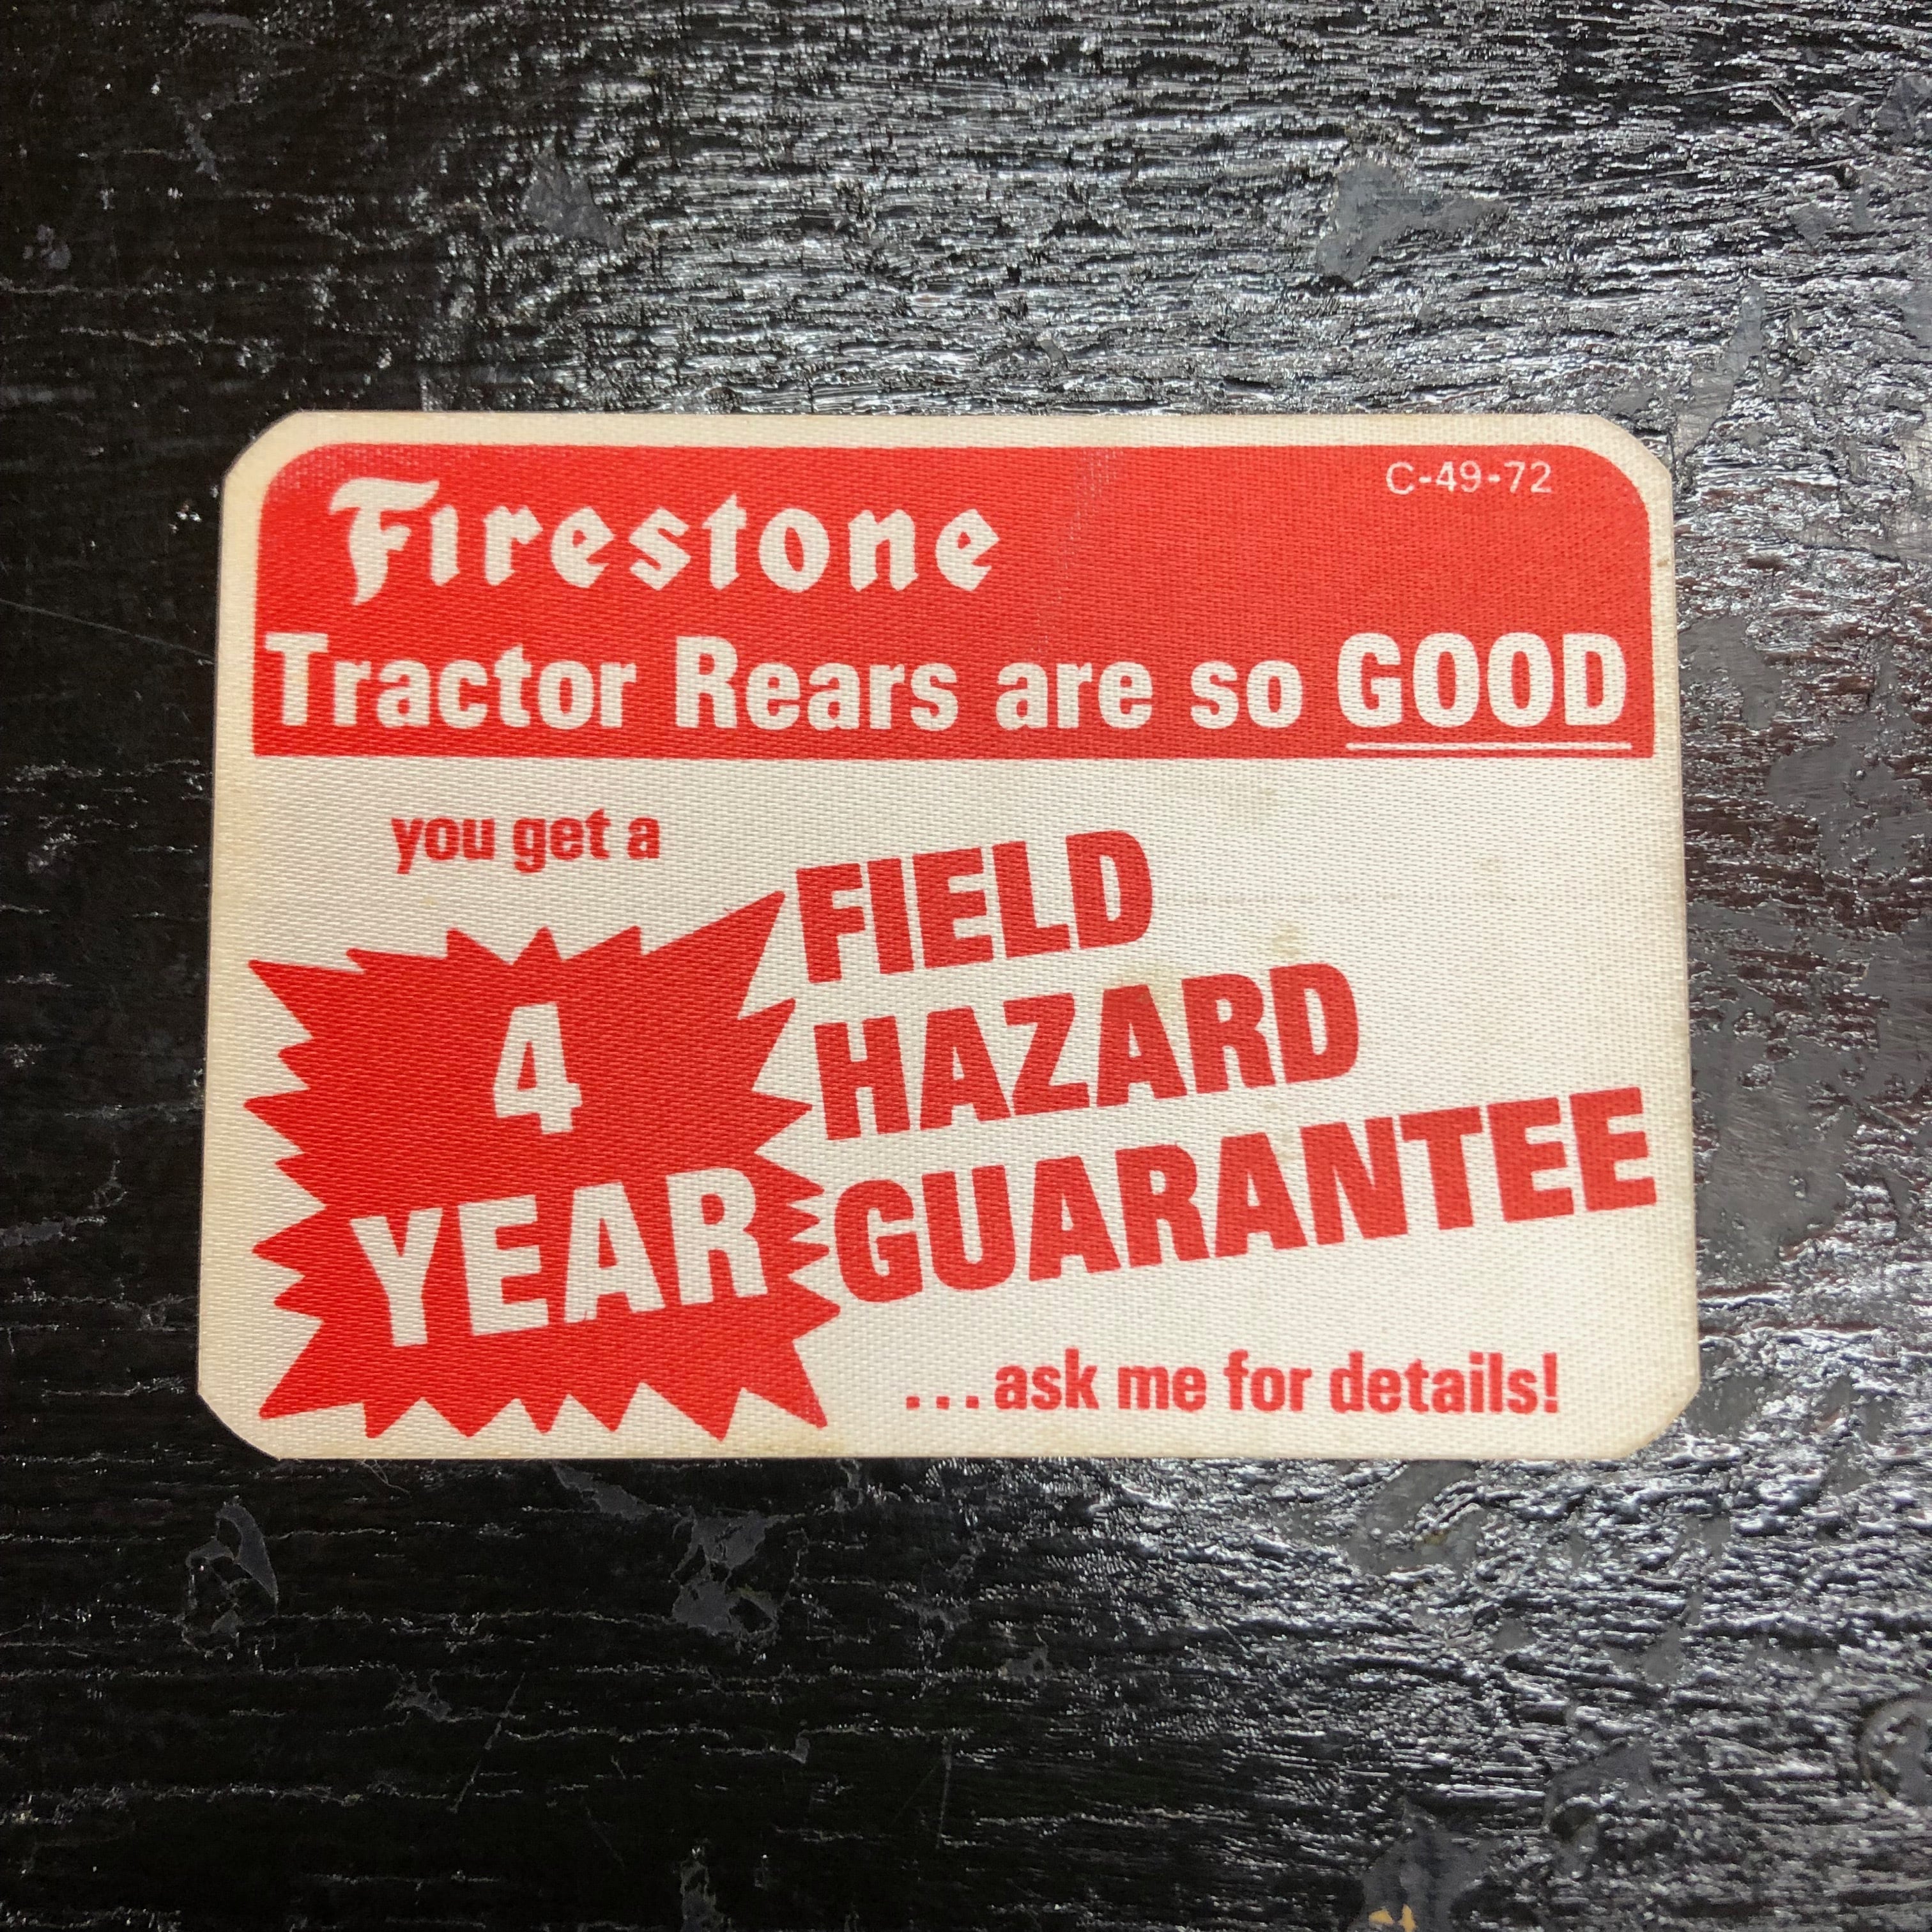 C-49-72
Firestone
Tractor Rears are so GOOD
you get a
4
YEAR
FIELD
HAZARD
GUARANTEE
...ask me for details!